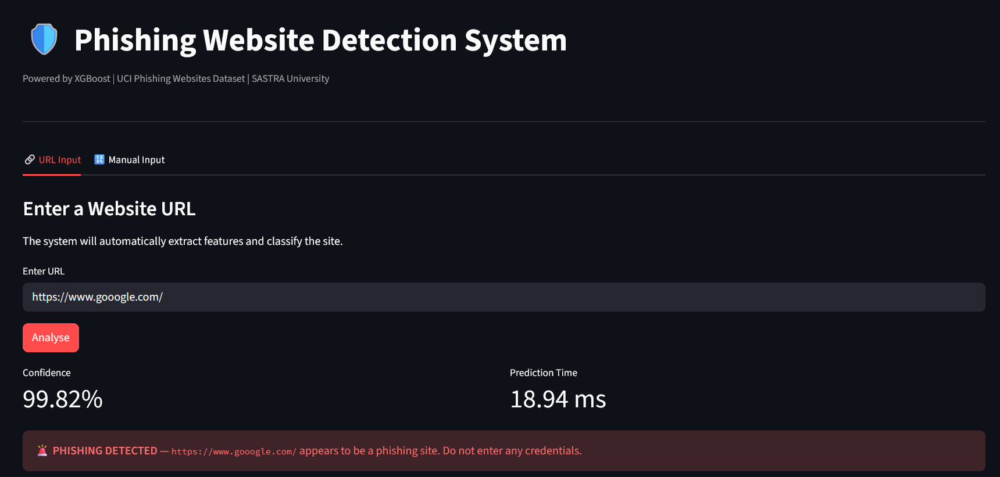 Phishing Website Detection System
Powered by XGBoost | UCI Phishing Websites Dataset | SASTRA University
URL Input
Manual Input
Enter a Website URL
The system will automatically extract features and classify the site.
Enter URL
https://www.gooogle.com/
Analyse
Confidence
Prediction Time
99.82%
18.94 ms
PHISHING DETECTED — https://www.gooogle.com/ appears to be a phishing site. Do not enter any credentials.